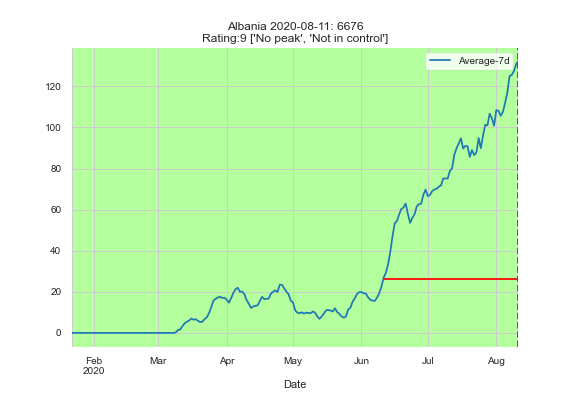 Albania 2020-08-11: 6676
Rating:9 ['No peak', 'Not in control']
Average-7d
120
100
80
60
40
20
0
Feb
2020
Mar
Apr
May
Jun
Jul
Aug
Date